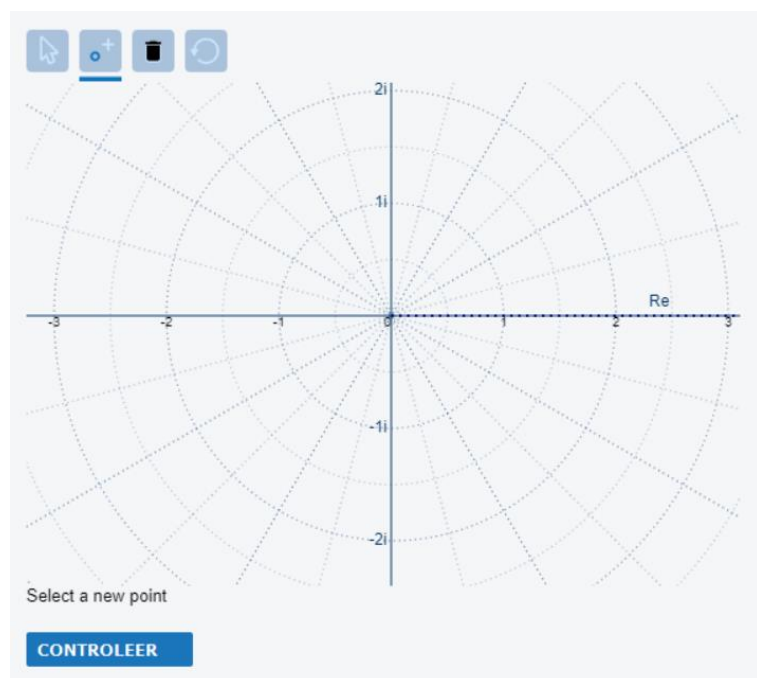 2i
1i
Re
-3 -2 -1 0 1 2 3
-1i
-2i
Select a new point
CONTROLEER